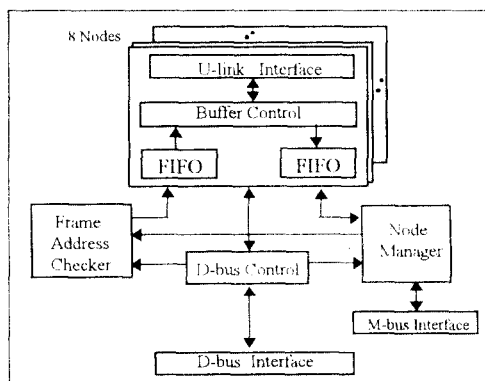 8 Nodes
U-link Interface
Buffer Control
FIFO
FIFO
Frame
Address
Checker
Node
Manager
D-bus Control
M-bus Interface
D-bus Interface